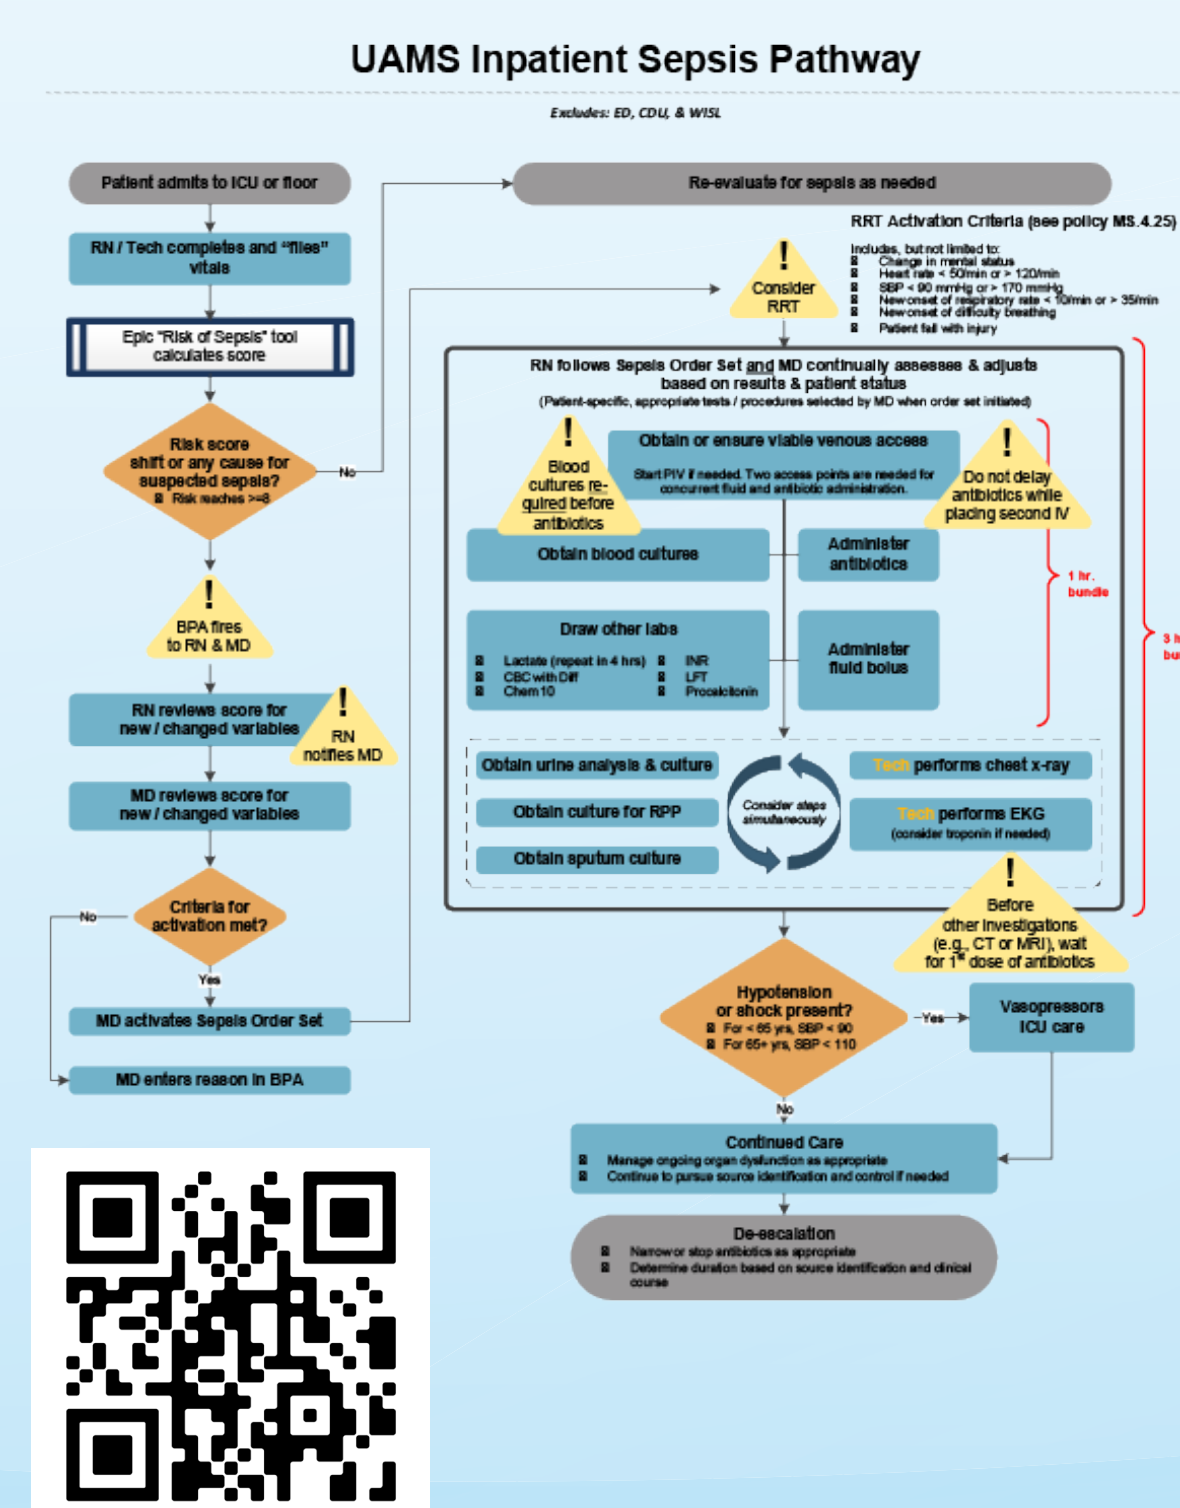 UAMS Inpatient Sepsis Pathway
Excludes: ED, CDU, & WISL
Patient admits to ICU or floor
RN / Tech completes and “files”
vitals
Epic “Risk of Sepsis” tool
calculates score
Risk score
shift or any cause for
suspected sepsis?
Risk reaches >=8
No
!
BPA fires
to RN & MD
RN reviews score for
new / changed variables
!
RN
notifies MD
MD reviews score for
new / changed variables
Criteria for
activation met?
No
Yes
MD activates Sepsis Order Set
MD enters reason in BPA
Re-evaluate for sepsis as needed
RRT Activation Criteria (see policy MS.4.25)
Includes, but not limited to:
Change in mental status
Heart rate < 50/min or > 120/min
SBP < 90 mmHg or > 170 mmHg
New onset of respiratory rate < 10/min or > 35/min
New onset of difficulty breathing
Patient fall with injury
!
Consider
RRT
RN follows Sepsis Order Set and MD continually assesses & adjusts
based on results & patient status
(Patient-specific, appropriate tests / procedures selected by MD when order set initiated)
!
Blood
cultures re-
quired before
antibiotics
Obtain or ensure viable venous access
Start PIV if needed. Two access points are needed for
concurrent fluid and antibiotic administration.
!
Do not delay
antibiotics while
placing second IV
Obtain blood cultures
Administer
antibiotics
1 hr.
bundle
3 h
bu
Draw other labs
Lactate (repeat in 4 hrs)
CBC with Diff
Chem 10
INR
LFT
Procalcitonin
Administer
fluid bolus
Obtain urine analysis & culture
Obtain culture for RPP
Obtain sputum culture
Consider steps
simultaneously
Tech performs chest x-ray
Tech performs EKG
(consider troponin if needed)
!
Before
other investigations
(e.g., CT or MRI), wait
for 1st dose of antibiotics
Hypotension
or shock present?
For < 65 yrs, SBP < 90
For 65+ yrs, SBP < 110
Yes
Vasopressors
ICU care
No
Continued Care
Manage ongoing organ dysfunction as appropriate
Continue to pursue source identification and control if needed
De-escalation
Narrow or stop antibiotics as appropriate
Determine duration based on source identification and clinical
course